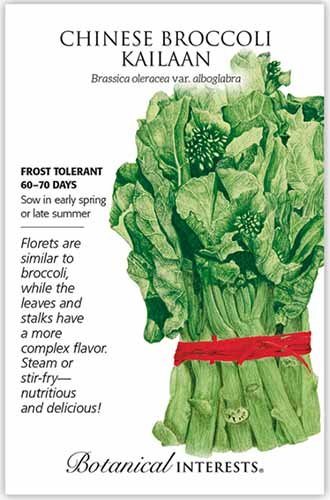 CHINESE BROCCOLI
KAILAAN
Brassica oleracea var. alboglabra
FROST TOLERANT
60–70 DAYS
Sow in early spring
or late summer
Florets are
similar to
broccoli,
while the
leaves and
stalks have
a more
complex flavor.
Steam or
stir-fry—
nutritious
and delicious!
Botanical INTERESTS®